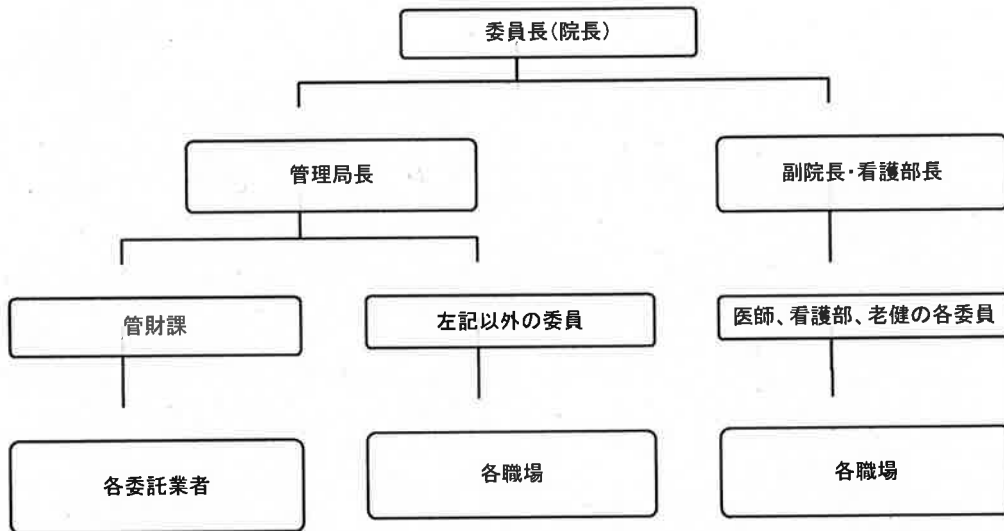 委員長(院長)
管理局長
副院長・看護部長
管財課
左記以外の委員
医師、看護部、老健の各委員
各委託業者
各職場
各職場